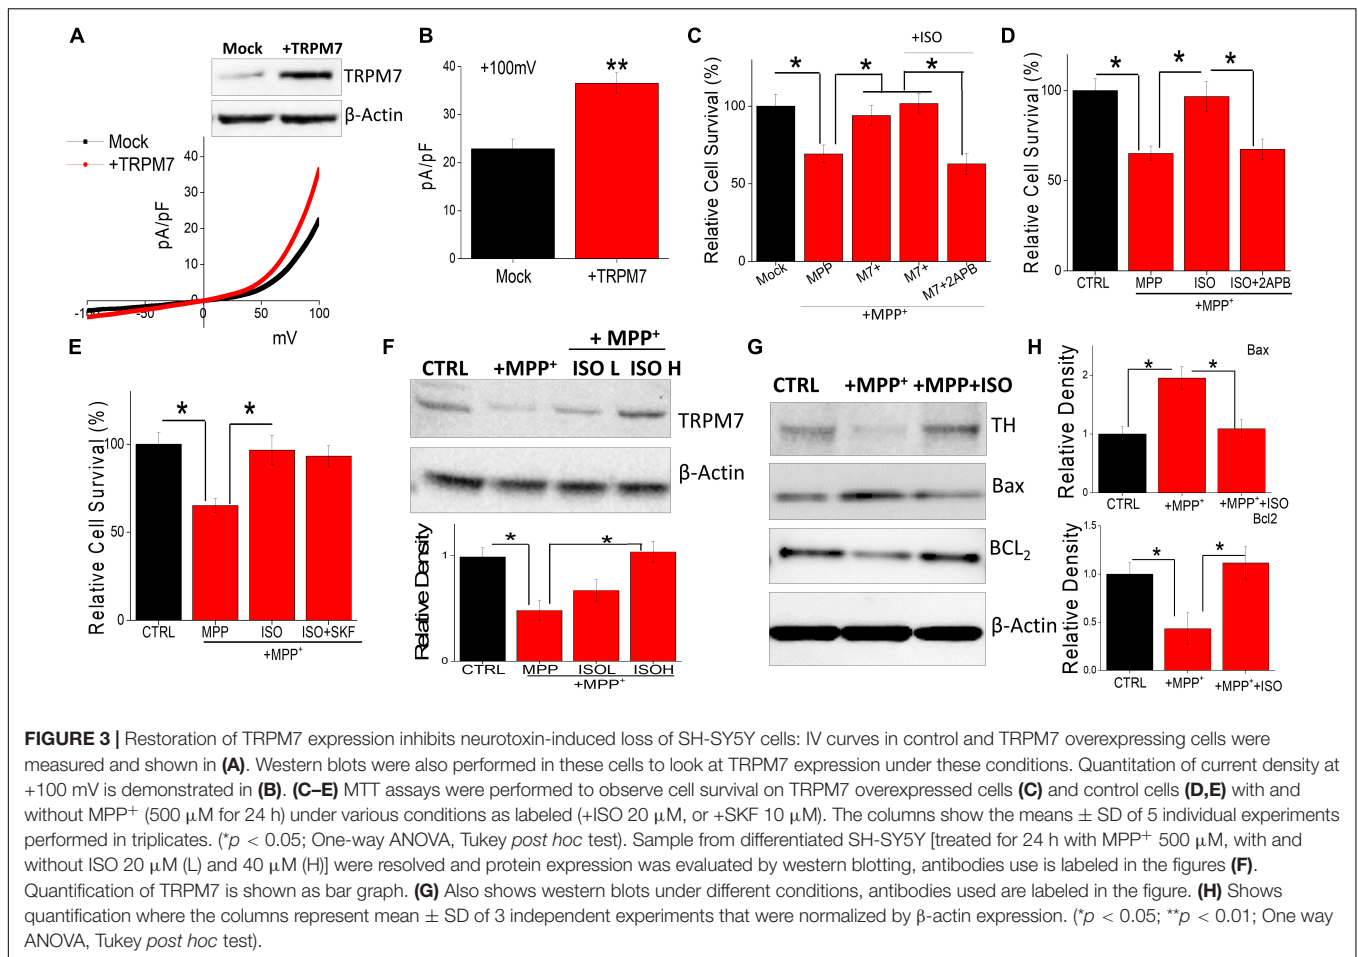 A
Mock +TRPM7
TRPM7
β-Actin
Mock
+TRPM7
pA/pF
40
30
20
10
0
-100 -50 0 50 100
mV
B
+100mV
**
pA/pF
40
30
20
10
0
Mock +TRPM7
C
+ISO
* * *
Relative Cell Survival (%)
100
50
0
Mock MPP M7+ M7+ M7+2APB
+MPP⁺
D
* * *
Relative Cell Survival (%)
100
50
0
CTRL MPP ISO ISO+2APB
+MPP⁺
E
* *
Relative Cell Survival (%)
100
50
0
CTRL MPP ISO ISO+SKF
+MPP⁺
F
+ MPP⁺
CTRL +MPP⁺ ISO L ISO H
TRPM7
β-Actin
* *
Relative Density
1
0
CTRL MPP ISOL ISOH
+MPP⁺
G
CTRL +MPP⁺ +MPP+ISO
TH
Bax
BCL₂
β-Actin
H
Bax
* *
Relative Density
2
1
0
CTRL +MPP⁺ +MPP⁺+ISO
Bcl2
* *
Relative Density
1.5
1.0
0.5
0.0
CTRL +MPP⁺ +MPP⁺+ISO
FIGURE 3 | Restoration of TRPM7 expression inhibits neurotoxin-induced loss of SH-SY5Y cells: IV curves in control and TRPM7 overexpressing cells were
measured and shown in (A). Western blots were also performed in these cells to look at TRPM7 expression under these conditions. Quantitation of current density at
+100 mV is demonstrated in (B). (C–E) MTT assays were performed to observe cell survival on TRPM7 overexpressed cells (C) and control cells (D,E) with and
without MPP⁺ (500 μM for 24 h) under various conditions as labeled (+ISO 20 μM, or +SKF 10 μM). The columns show the means ± SD of 5 individual experiments
performed in triplicates. (*p < 0.05; One-way ANOVA, Tukey post hoc test). Sample from differentiated SH-SY5Y [treated for 24 h with MPP⁺ 500 μM, with and
without ISO 20 μM (L) and 40 μM (H)] were resolved and protein expression was evaluated by western blotting, antibodies use is labeled in the figures (F).
Quantification of TRPM7 is shown as bar graph. (G) Also shows western blots under different conditions, antibodies used are labeled in the figure. (H) Shows
quantification where the columns represent mean ± SD of 3 independent experiments that were normalized by β-actin expression. (*p < 0.05; **p < 0.01; One way
ANOVA, Tukey post hoc test).